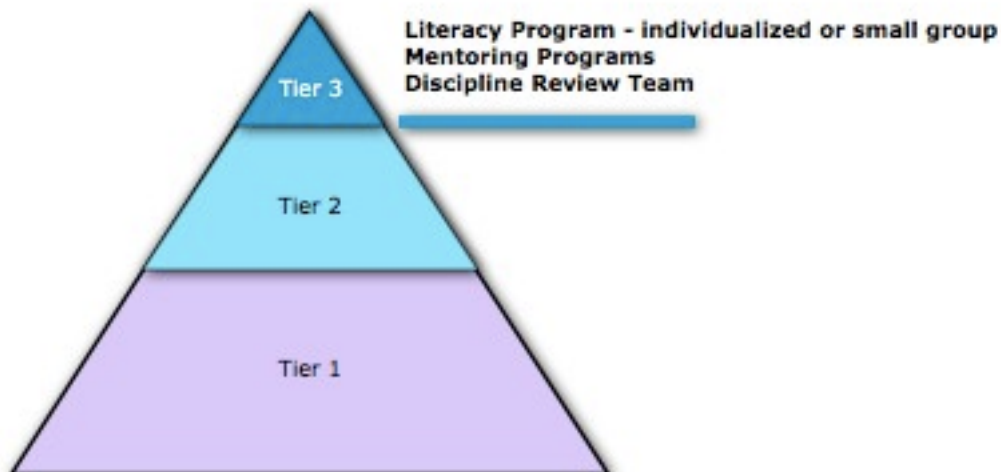 Literacy Program - individualized or small group
Mentoring Programs
Discipline Review Team
Tier 3
Tier 2
Tier 1